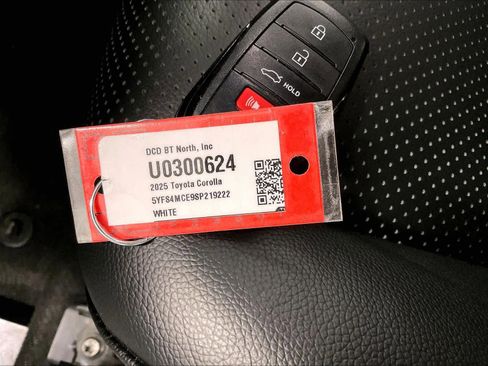 HOLD
DCD BT North, Inc
U0300624
2025 Toyota Corolla
5YFS4MCE9SP219222
WHITE